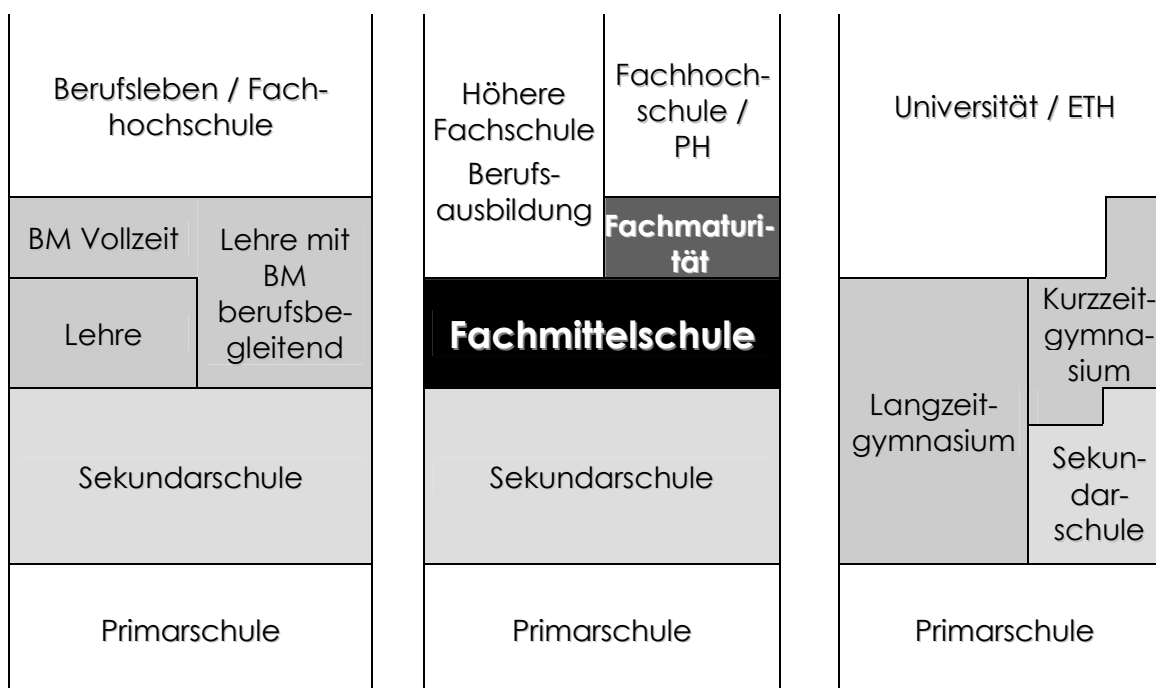 Berufsleben / Fach-
hochschule
BM Vollzeit
Lehre mit
BM
berufsbe-
gleitend
Lehre
Sekundarschule
Primarschule
Höhere
Fachschule
Berufs-
ausbildung
Fachhoch-
schule /
PH
Fachmaturi-
tät
Fachmittelschule
Sekundarschule
Primarschule
Universität / ETH
Kurzzeit-
gymna-
sium
Langzeit-
gymnasium
Sekun-
dar-
schule
Primarschule